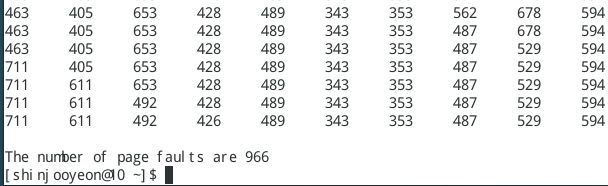 463 405 653 428 489 343 353 562 678 594
463 405 653 428 489 343 353 487 678 594
463 405 653 428 489 343 353 487 529 594
711 405 653 428 489 343 353 487 529 594
711 611 653 428 489 343 353 487 529 594
711 611 492 428 489 343 353 487 529 594
711 611 492 426 489 343 353 487 529 594
The number of page faults are 966
[shinjooyeon@10 ~]$